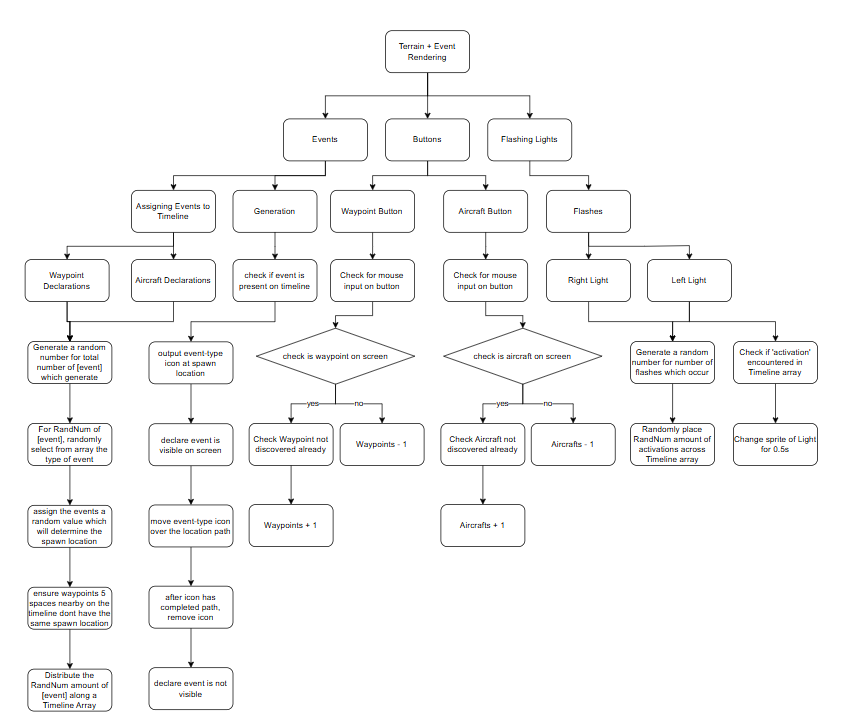 Terrain + Event
Rendering
Events
Buttons
Flashing Lights
Assigning Events to
Timeline
Generation
Waypoint Button
Aircraft Button
Flashes
Waypoint
Declarations
Aircraft Declarations
check if event is
present on timeline
Check for mouse
input on button
Check for mouse
input on button
Right Light
Left Light
Generate a random
number for total
number of [event]
which generate
output event-type
icon at spawn
location
check is waypoint on screen
check is aircraft on screen
Generate a random
number for number of
flashes which occur
Check if 'activation'
encountered in
Timeline array
yes
no
yes
no
For RandNum of
[event], randomly
select from array the
type of event
declare event is
visible on screen
Check Waypoint not
discovered already
Waypoints - 1
Check Aircraft not
discovered already
Aircrafts - 1
Randomly place
RandNum amount of
activations across
Timeline array
Change sprite of Light
for 0.5s
assign the events a
random value which
will determine the
spawn location
move event-type icon
over the location path
Waypoints + 1
Aircrafts + 1
ensure waypoints 5
spaces nearby on the
timeline dont have the
same spawn location
after icon has
completed path,
remove icon
Distribute the
RandNum amount of
[event] along a
Timeline Array
declare event is not
visible